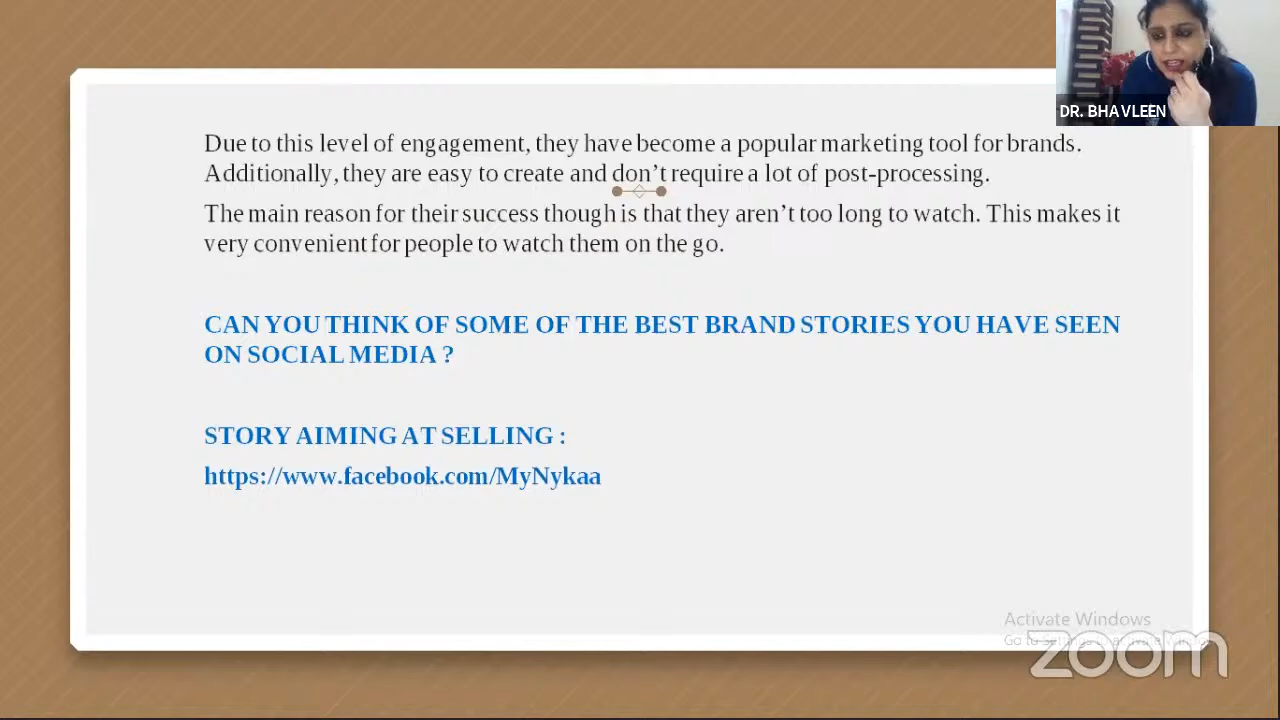 DR. BHAVLEEN
Due to this level of engagement, they have become a popular marketing tool for brands.
Additionally, they are easy to create and don't require a lot of post-processing.
The main reason for their success though is that they aren't too long to watch. This makes it
very convenient for people to watch them on the go.
CAN YOU THINK OF SOME OF THE BEST BRAND STORIES YOU HAVE SEEN
ON SOCIAL MEDIA ?
STORY AIMING AT SELLING :
https://www.facebook.com/MyNykaa
Activate Windows
Go to Settings
zoom